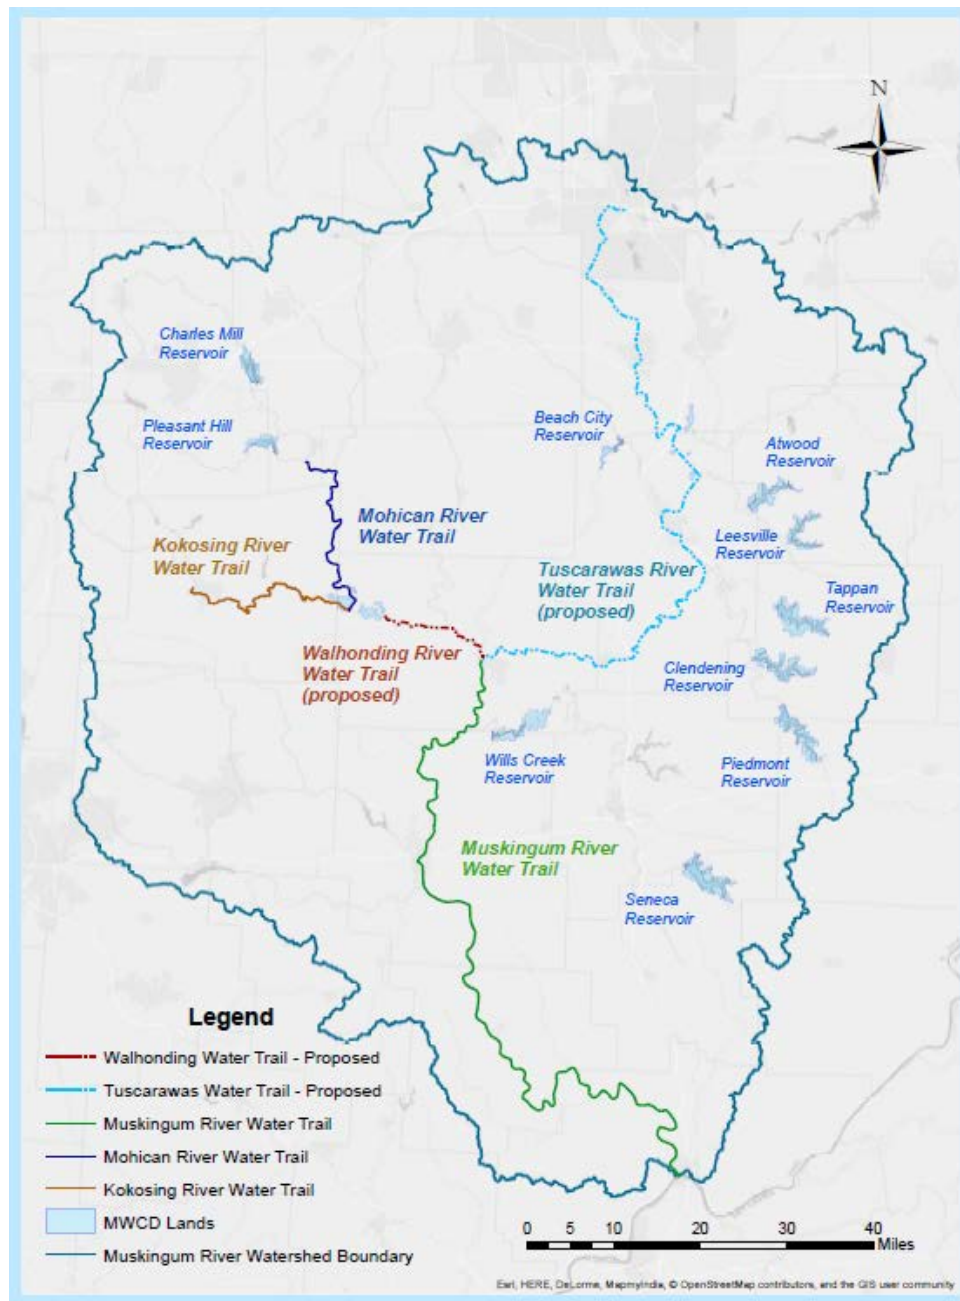 N
Charles Mill
Reservoir
Pleasant Hill
Reservoir
Beach City
Reservoir
Atwood
Reservoir
Mohican River
Water Trail
Kokosing River
Water Trail
Leesville
Reservoir
Tuscarawas River
Water Trail
(proposed)
Tappan
Reservoir
Walhonding River
Water Trail
(proposed)
Clendening
Reservoir
Wills Creek
Reservoir
Piedmont
Reservoir
Muskingum River
Water Trail
Seneca
Reservoir
Legend
Walhonding Water Trail - Proposed
Tuscarawas Water Trail - Proposed
Muskingum River Water Trail
Mohican River Water Trail
Kokosing River Water Trail
MWCD Lands
Muskingum River Watershed Boundary
0 5 10 20 30 40
Miles
Esri, HERE, DeLorme, MapmyIndia, © OpenStreetMap contributors, and the GIS user community